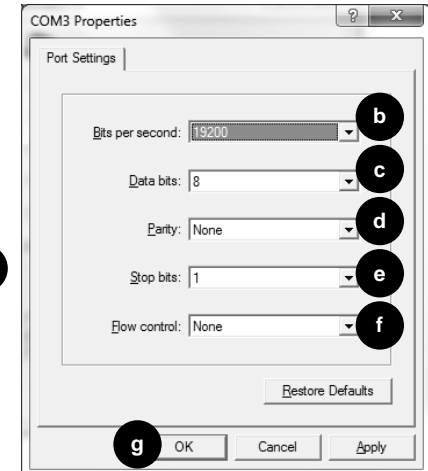 COM3 Properties
Port Settings
Bits per second: 19200 b
Data bits: 8 c
Parity: None d
Stop bits: 1 e
Flow control: None f
Restore Defaults
g OK Cancel Apply